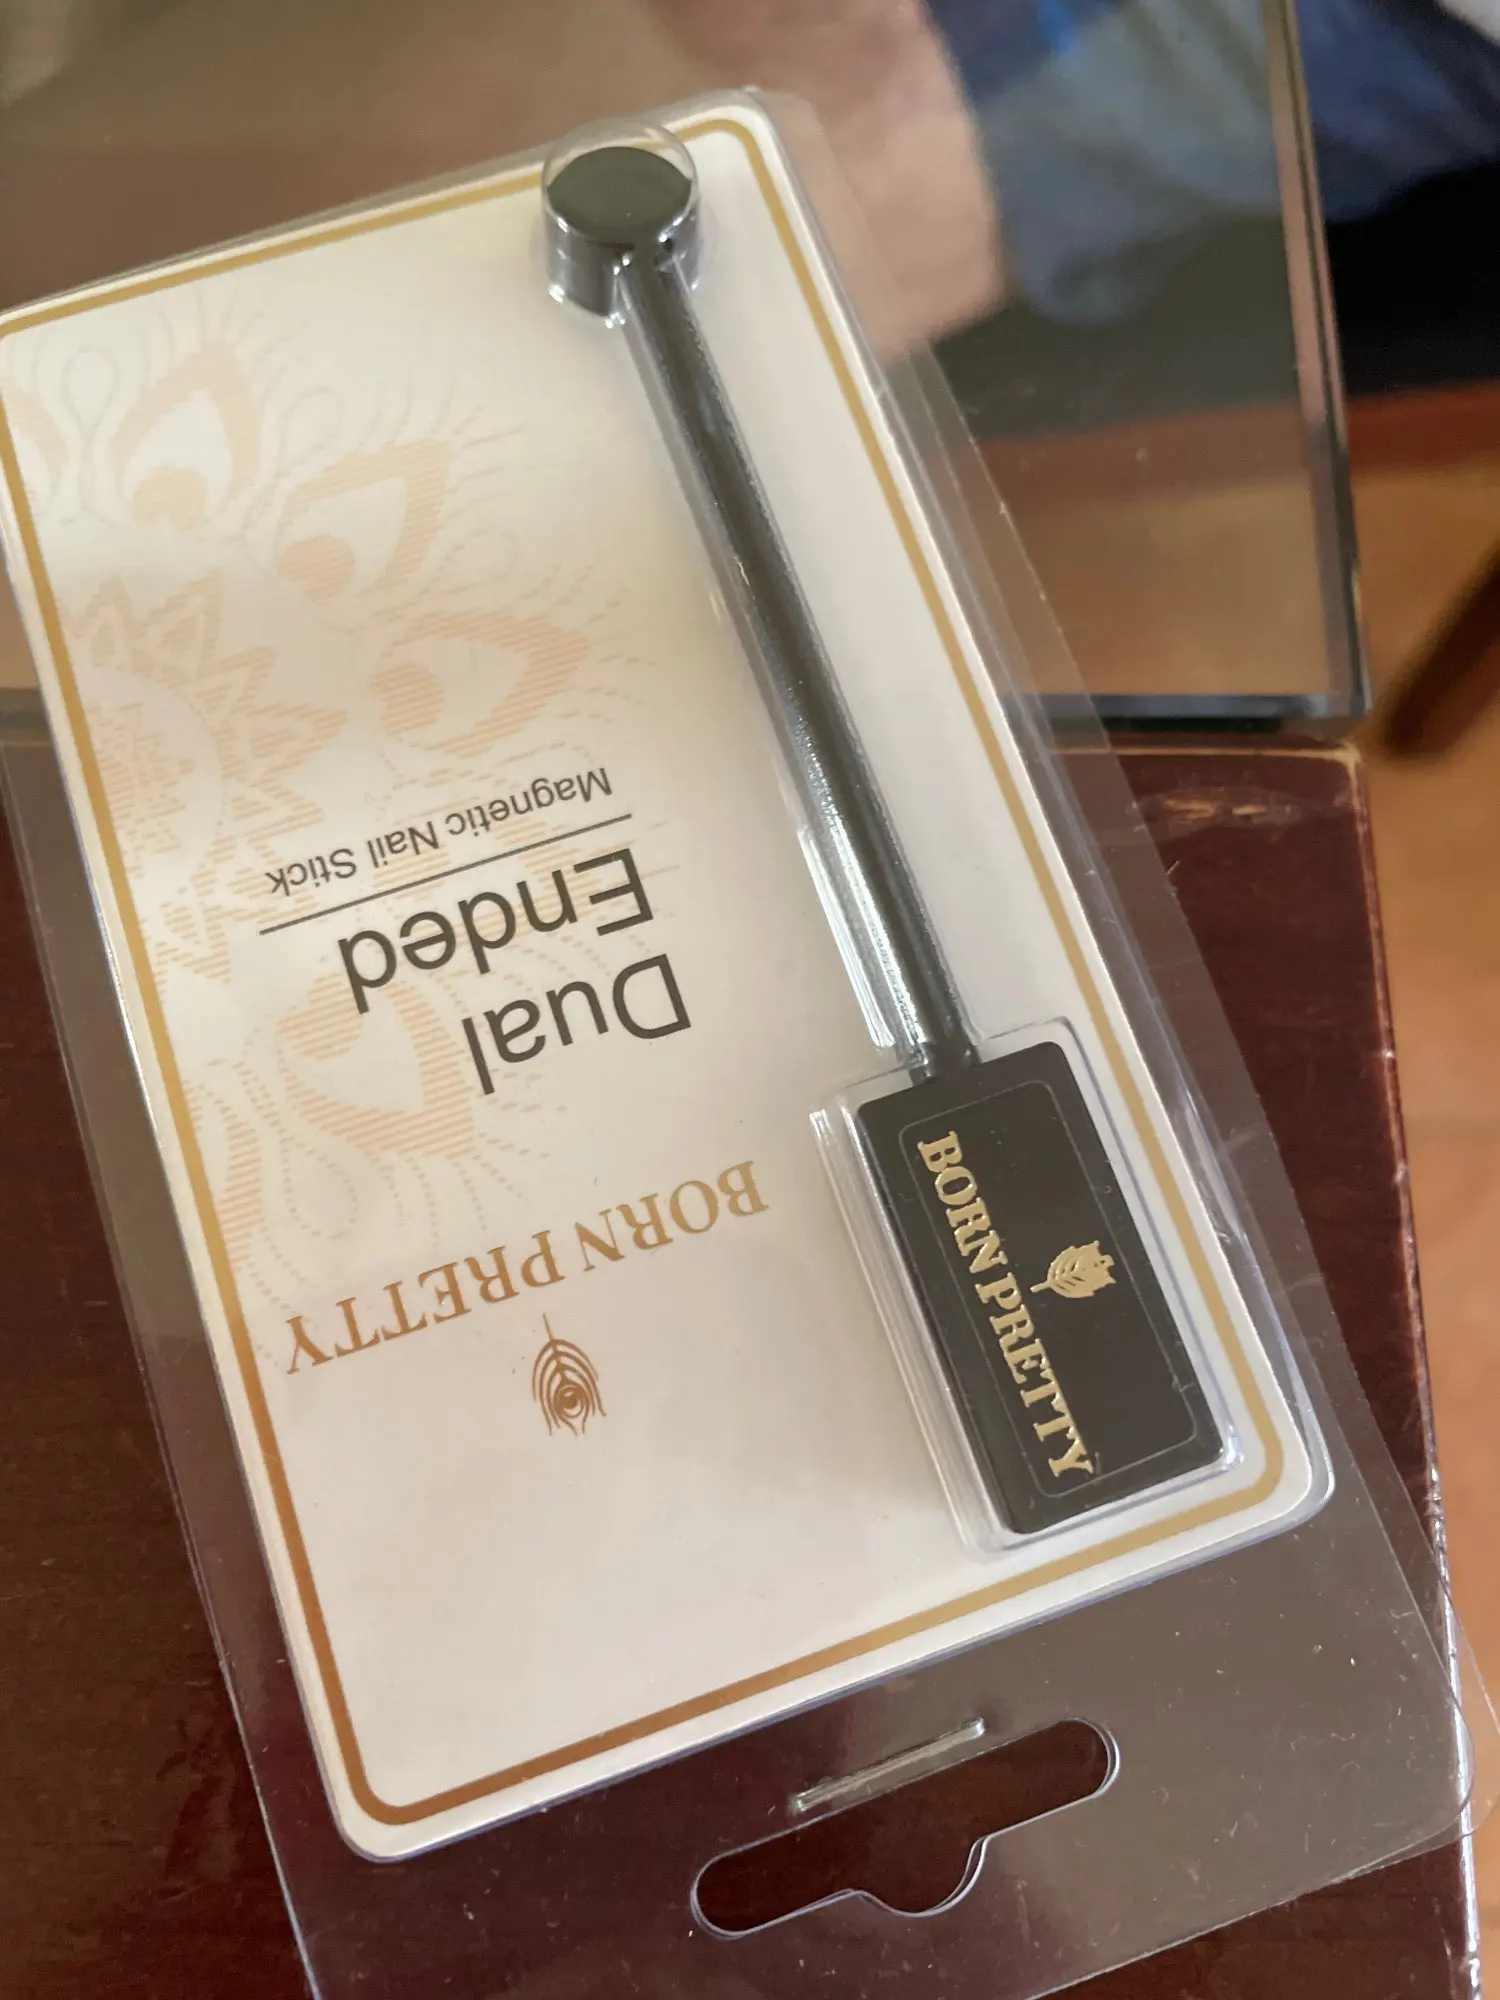 BORN PRETTY
Dual
Ended
Magnetic Nail Stick
BORN PRETTY